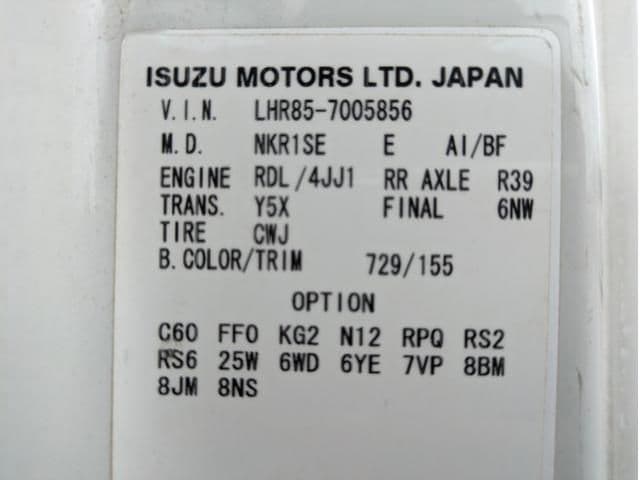 ISUZU MOTORS LTD. JAPAN
V.I.N. LHR85-7005856
M.D. NKR1SE E AI/BF
ENGINE RDL/4JJ1 RR AXLE R39
TRANS. Y5X FINAL 6NW
TIRE CWJ
B.COLOR/TRIM 729/155
OPTION
C60 FF0 KG2 N12 RPQ RS2
RS6 25W 6WD 6YE 7VP 8BM
8JM 8NS